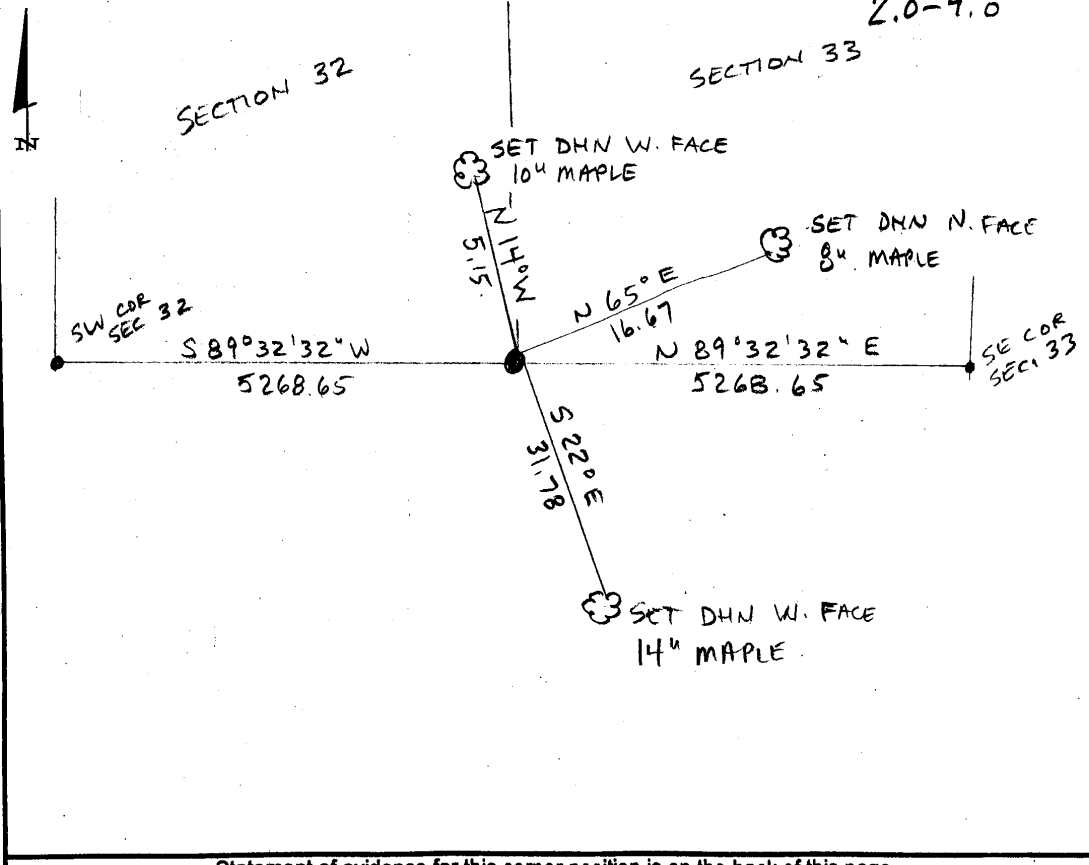 2.0-9.0
SECTION 32
SECTION 33
N
SET DHN W. FACE
10" MAPLE
N 14° W
5.15
SET DHN N. FACE
8" MAPLE
N 65° E
16.67
SW COR
SEC 32
S 89°32'32" W
5268.65
N 89°32'32" E
5268.65
SE COR
SEC. 33
S 22° E
31.78
SET DHN W. FACE
14" MAPLE
Statement of evidence for this corner position is on the back of this page